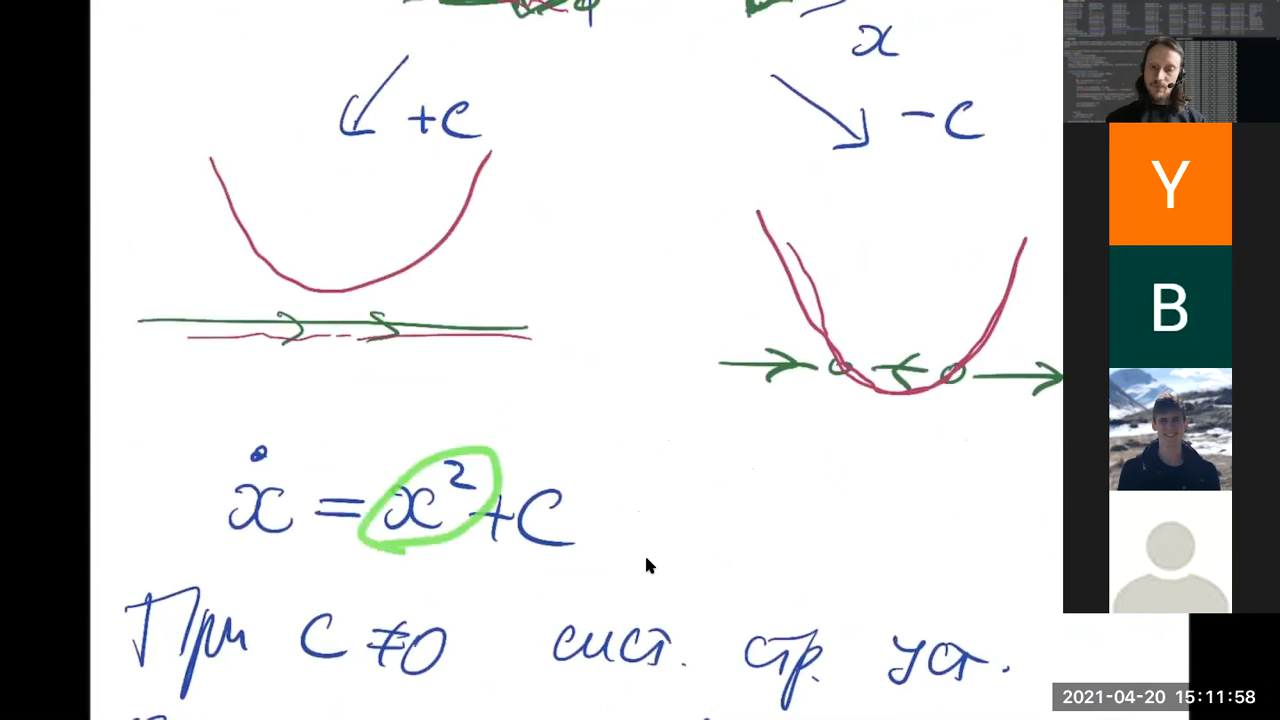 x
+c
-c
ẋ = x² + c
При c ≠ 0 сист. стр. уст.
Y
B
2021-04-20 15:11:58